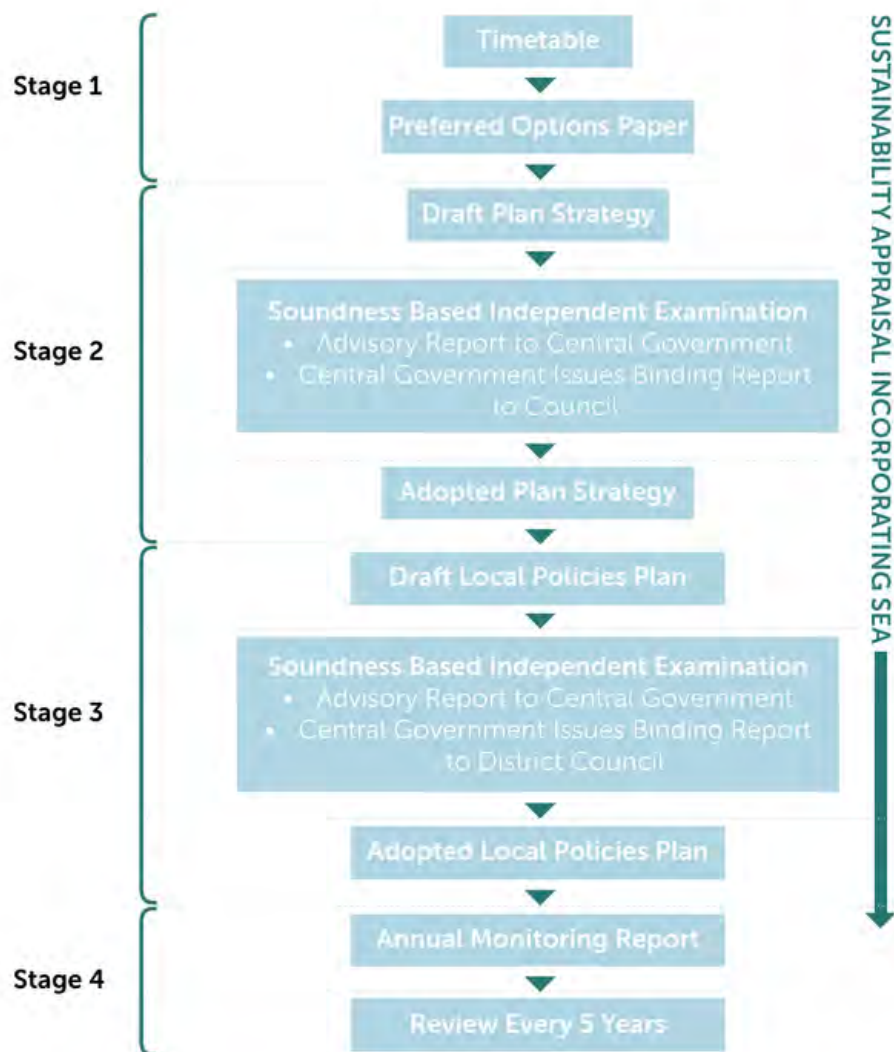 Stage 1
Timetable
Preferred Options Paper
Stage 2
Draft Plan Strategy
Soundness Based Independent Examination
• Advisory Report to Central Government
• Central Government Issues Binding Report
to Council
Adopted Plan Strategy
Stage 3
Draft Local Policies Plan
Soundness Based Independent Examination
• Advisory Report to Central Government
• Central Government Issues Binding Report
to District Council
Adopted Local Policies Plan
Stage 4
Annual Monitoring Report
Review Every 5 Years
SUSTAINABILITY APPRAISAL INCORPORATING SEA